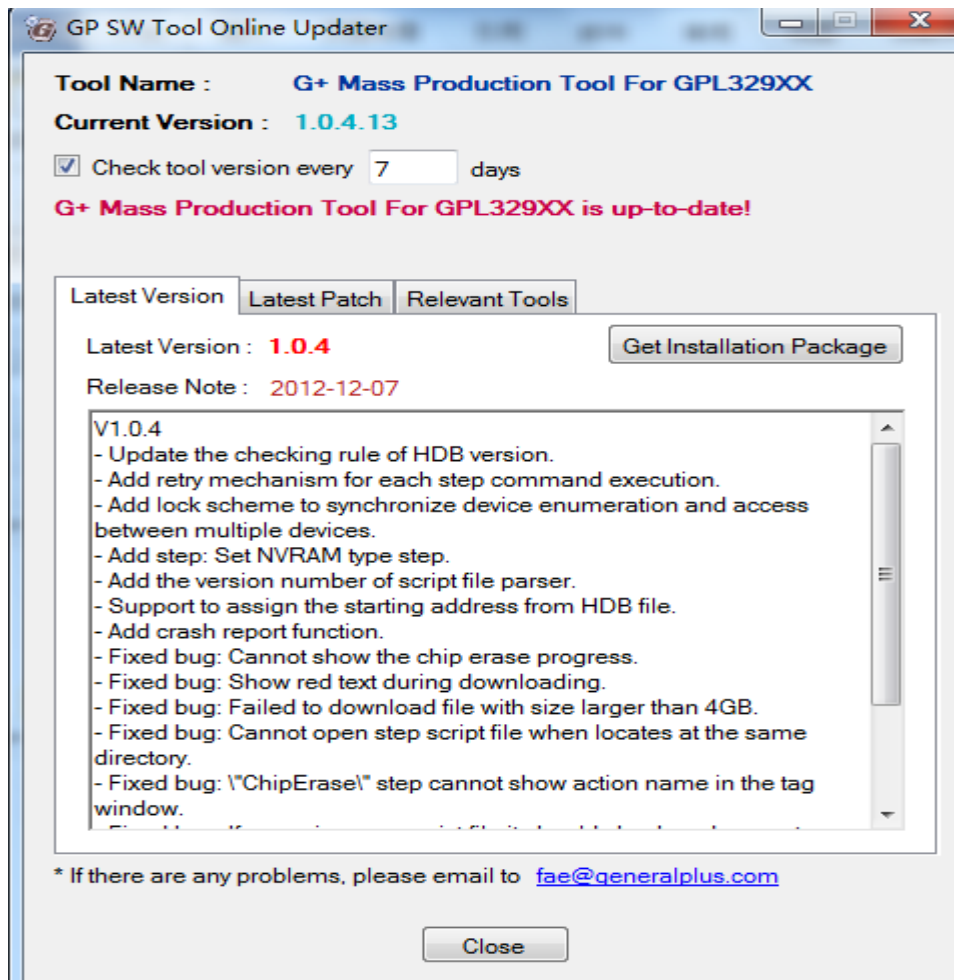 GP SW Tool Online Updater
Tool Name : G+ Mass Production Tool For GPL329XX
Current Version : 1.0.4.13
Check tool version every 7 days
G+ Mass Production Tool For GPL329XX is up-to-date!
Latest Version Latest Patch Relevant Tools
Latest Version : 1.0.4 Get Installation Package
Release Note : 2012-12-07
V1.0.4
- Update the checking rule of HDB version.
- Add retry mechanism for each step command execution.
- Add lock scheme to synchronize device enumeration and access
between multiple devices.
- Add step: Set NVRAM type step.
- Add the version number of script file parser.
- Support to assign the starting address from HDB file.
- Add crash report function.
- Fixed bug: Cannot show the chip erase progress.
- Fixed bug: Show red text during downloading.
- Fixed bug: Failed to download file with size larger than 4GB.
- Fixed bug: Cannot open step script file when locates at the same
directory.
- Fixed bug: \"ChipErase\" step cannot show action name in the tag
window.
* If there are any problems, please email to fae@generalplus.com
Close